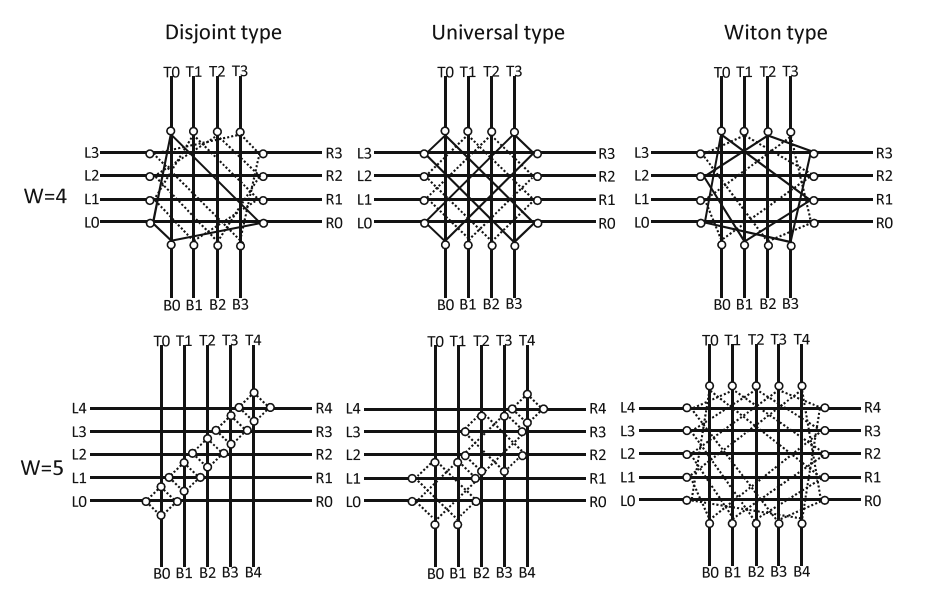 Disjoint type Universal type Witon type
T0 T1 T2 T3 T0 T1 T2 T3 T0 T1 T2 T3
L3 R3 L3 R3 L3 R3
L2 R2 L2 R2 L2 R2
W=4
L1 R1 L1 R1 L1 R1
L0 R0 L0 R0 L0 R0
B0 B1 B2 B3 B0 B1 B2 B3 B0 B1 B2 B3
T0 T1 T2 T3 T4 T0 T1 T2 T3 T4 T0 T1 T2 T3 T4
L4 R4 L4 R4 L4 R4
L3 R3 L3 R3 L3 R3
L2 R2 L2 R2 L2 R2
W=5
L1 R1 L1 R1 L1 R1
L0 R0 L0 R0 L0 R0
B0 B1 B2 B3 B4 B0 B1 B2 B3 B4 B0 B1 B2 B3 B4